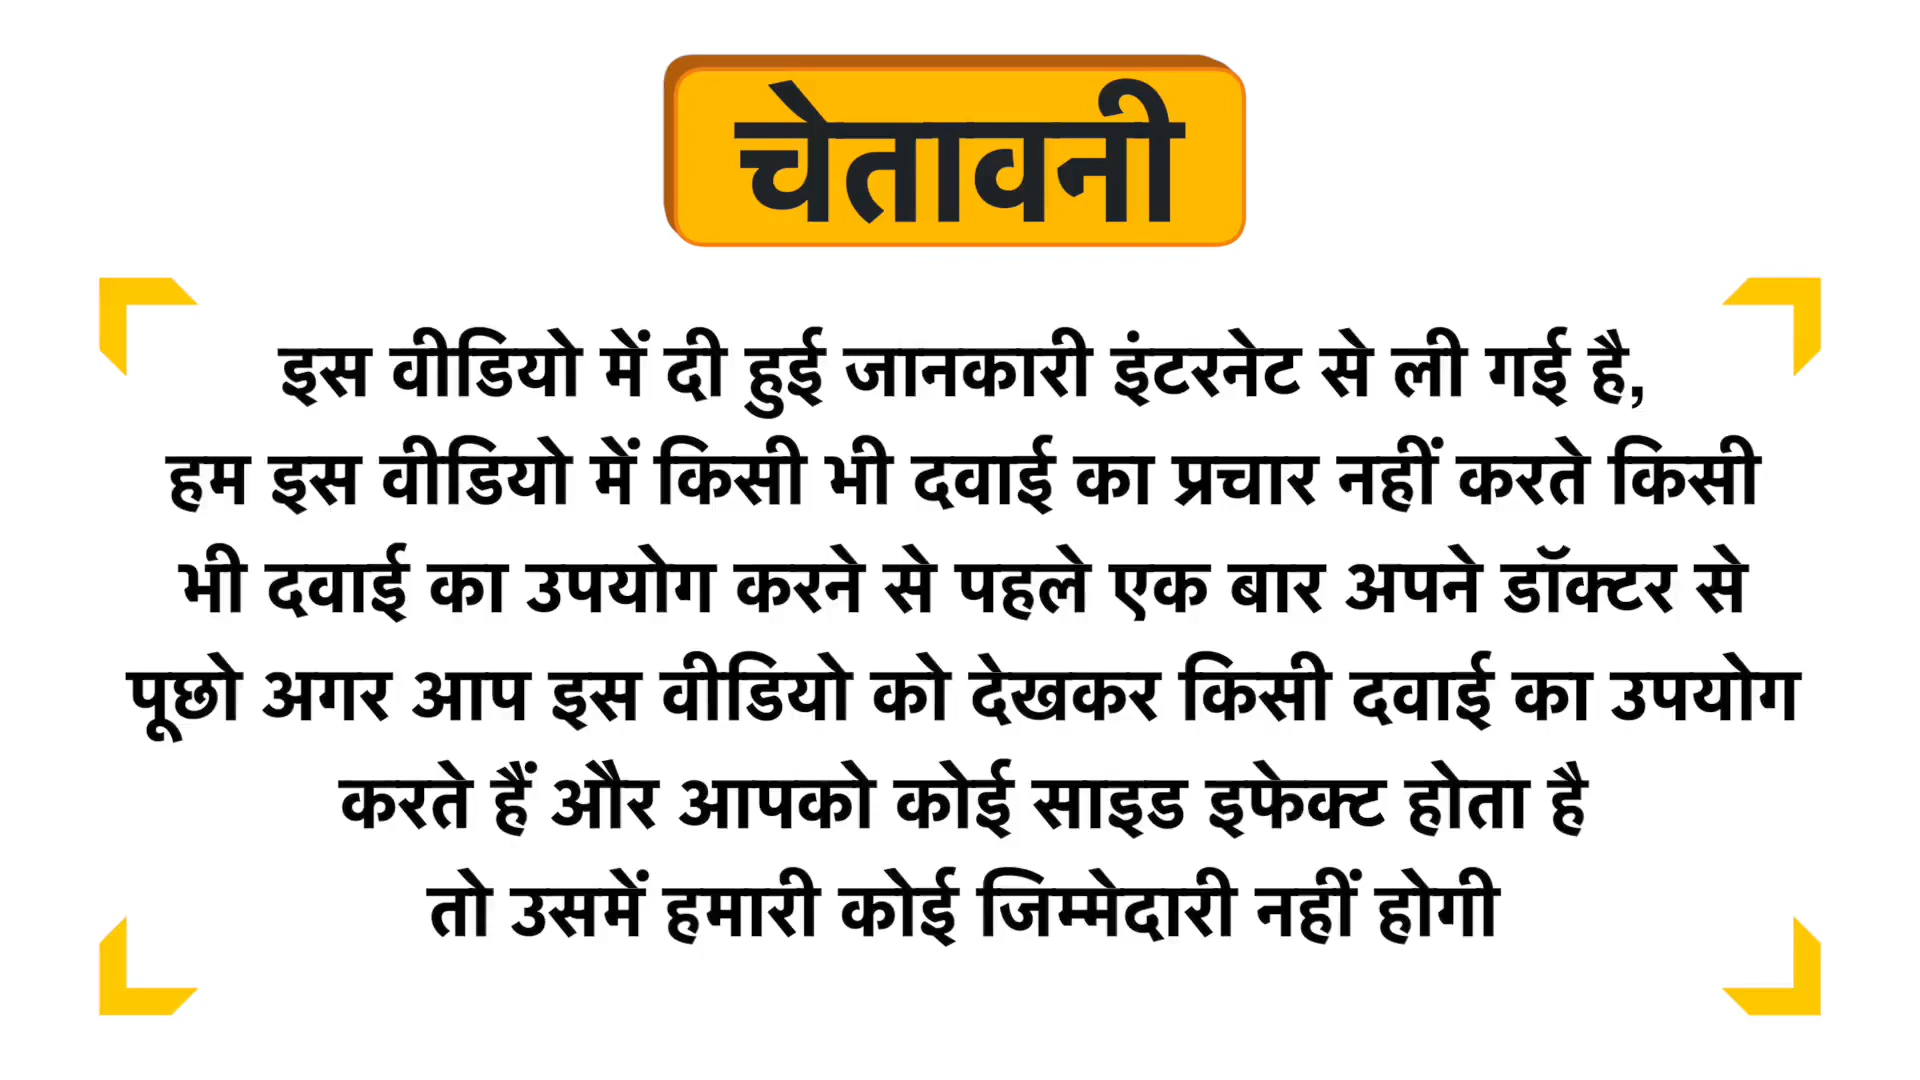 चेतावनी
इस वीडियो में दी हुई जानकारी इंटरनेट से ली गई है,
हम इस वीडियो में किसी भी दवाई का प्रचार नहीं करते किसी
भी दवाई का उपयोग करने से पहले एक बार अपने डॉक्टर से
पूछो अगर आप इस वीडियो को देखकर किसी दवाई का उपयोग
करते हैं और आपको कोई साइड इफेक्ट होता है
तो उसमें हमारी कोई जिम्मेदारी नहीं होगी